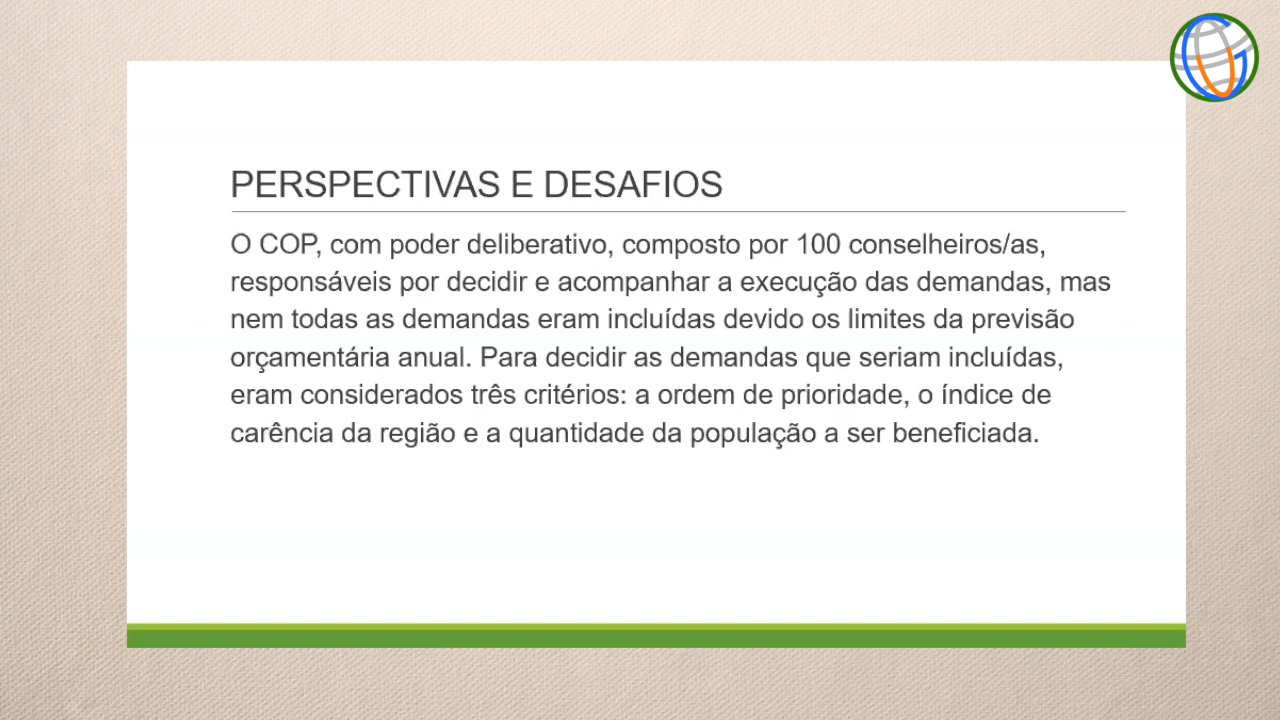 PERSPECTIVAS E DESAFIOS
O COP, com poder deliberativo, composto por 100 conselheiros/as,
responsáveis por decidir e acompanhar a execução das demandas, mas
nem todas as demandas eram incluídas devido os limites da previsão
orçamentária anual. Para decidir as demandas que seriam incluídas,
eram considerados três critérios: a ordem de prioridade, o índice de
carência da região e a quantidade da população a ser beneficiada.